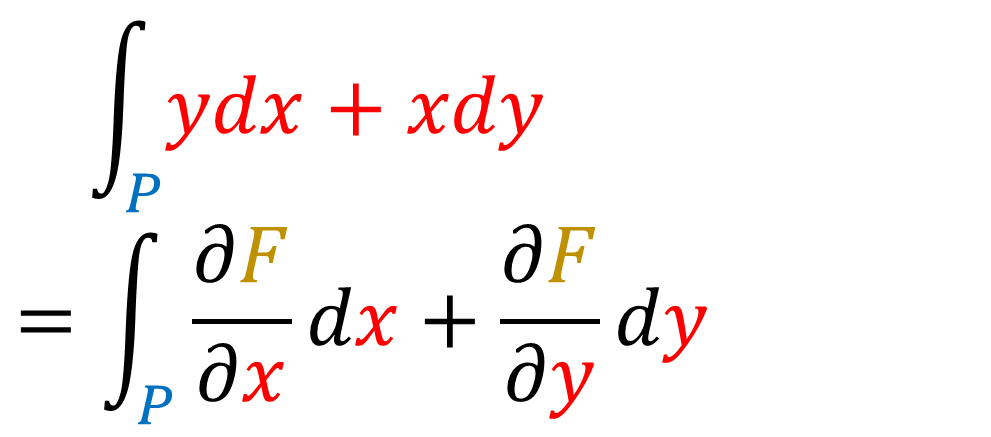 ∫_P ydx + xdy
= ∫_P ∂F/∂x dx + ∂F/∂y dy